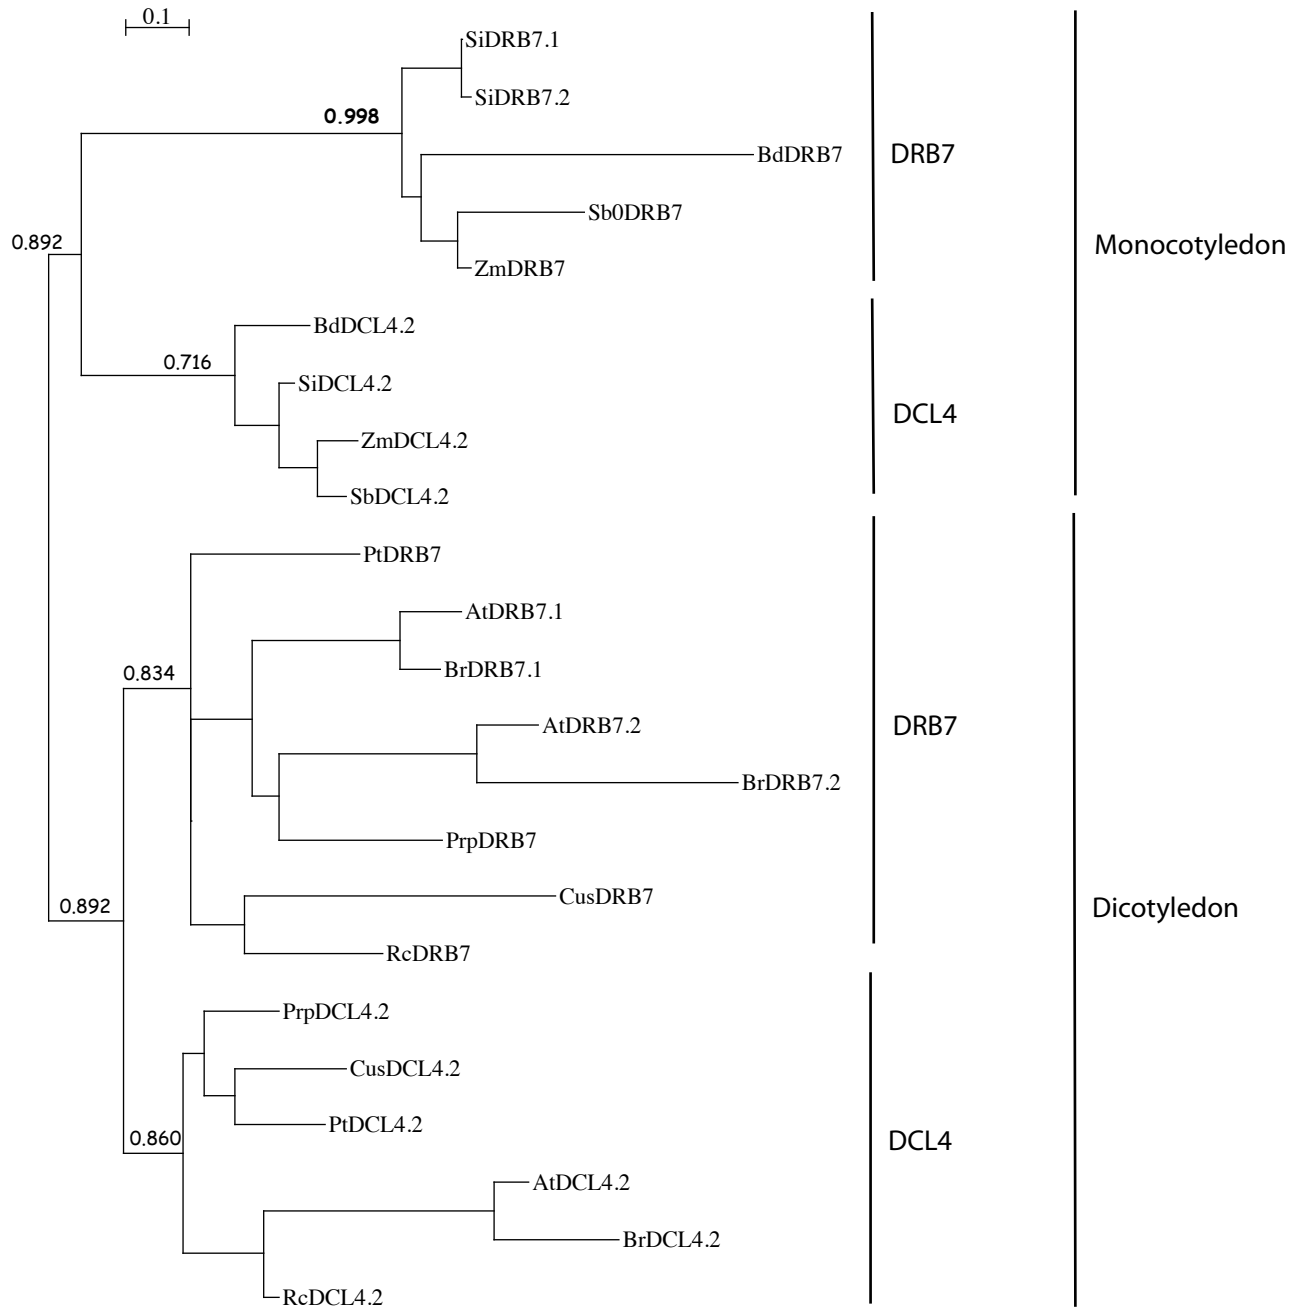 0.1
SiDRB7.1
SiDRB7.2
0.998
BdDRB7
DRB7
Sb0DRB7
0.892
Monocotyledon
ZmDRB7
BdDCL4.2
0.716
SiDCL4.2
DCL4
ZmDCL4.2
SbDCL4.2
PtDRB7
AtDRB7.1
BrDRB7.1
0.834
AtDRB7.2
DRB7
BrDRB7.2
PrpDRB7
CusDRB7
0.892
Dicotyledon
RcDRB7
PrpDCL4.2
CusDCL4.2
PtDCL4.2
0.860
DCL4
AtDCL4.2
BrDCL4.2
RcDCL4.2